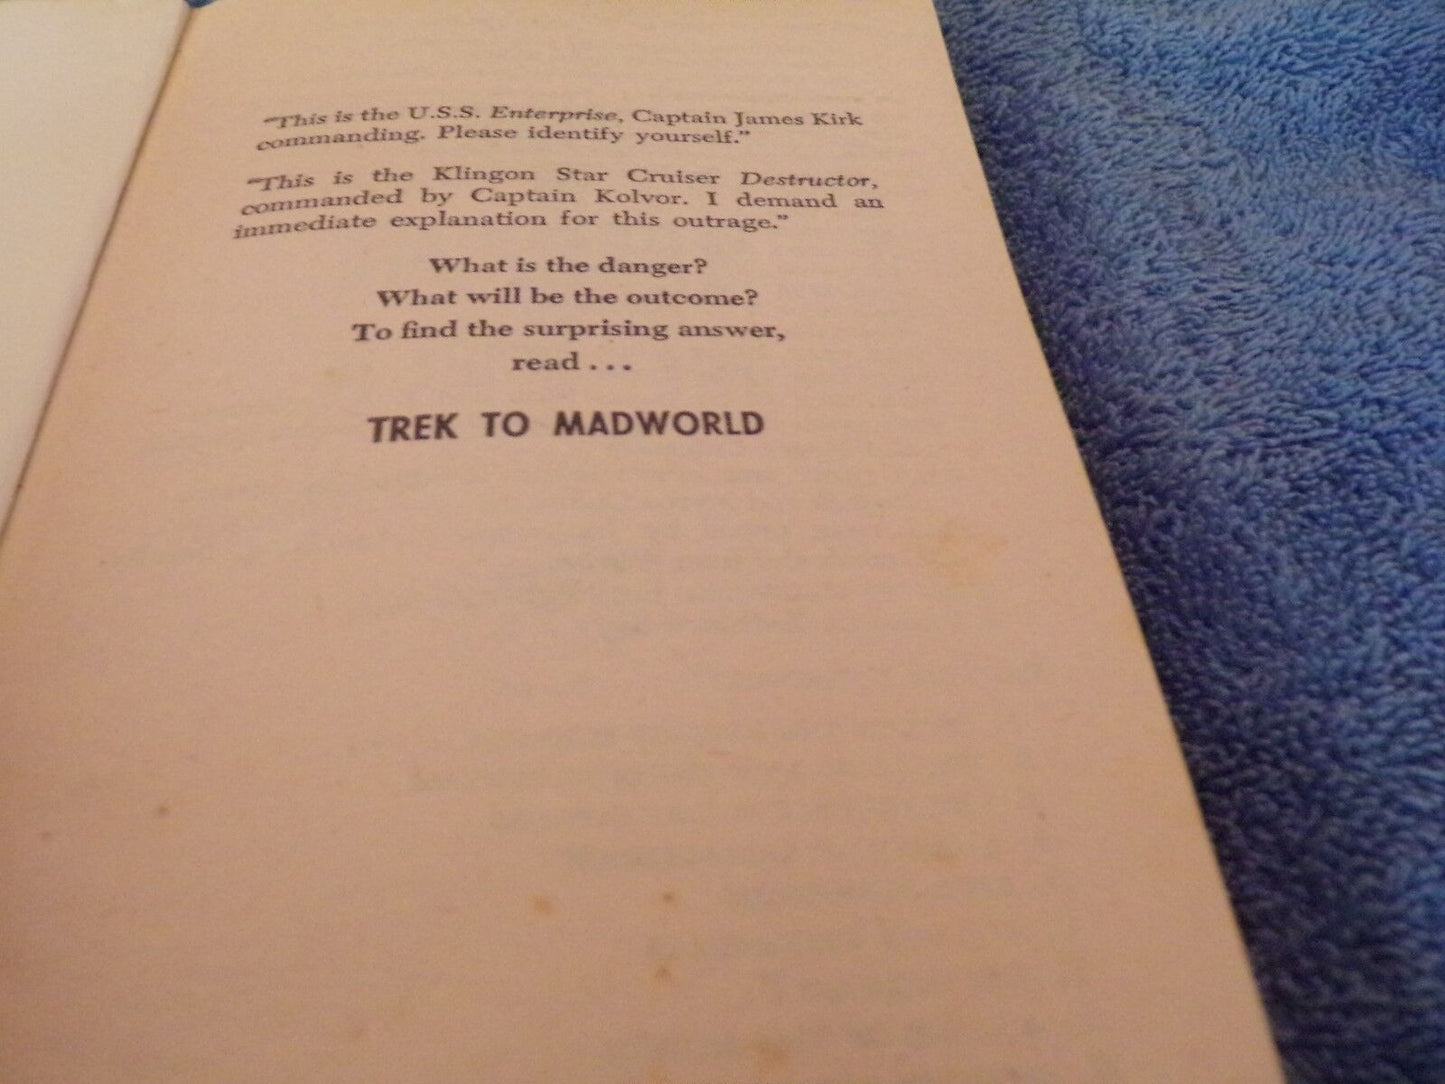 “This is the U.S.S. Enterprise, Captain James Kirk
commanding. Please identify yourself.”
“This is the Klingon Star Cruiser Destructor,
commanded by Captain Kolvor. I demand an
immediate explanation for this outrage.”
What is the danger?
What will be the outcome?
To find the surprising answer,
read . . .
TREK TO MADWORLD